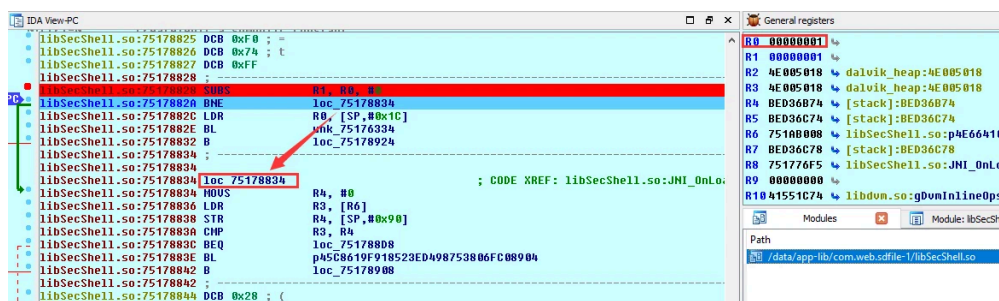 IDA View-PC
libSecShell.so:75178825 DCB 0xF0 ; =
libSecShell.so:75178826 DCB 0x74 ; t
libSecShell.so:75178827 DCB 0xFF
libSecShell.so:75178828 ; ---------------------------------------------------------------------------
libSecShell.so:75178828 SUBS R1, R0, #0
libSecShell.so:7517882A BNE loc_75178834
libSecShell.so:7517882C LDR R0, [SP,#0x1C]
libSecShell.so:7517882E BL unk_75176334
libSecShell.so:75178832 B loc_75178924
libSecShell.so:75178834 ; ---------------------------------------------------------------------------
libSecShell.so:75178834
libSecShell.so:75178834 loc_75178834 ; CODE XREF: libSecShell.so:JNI_OnLo
libSecShell.so:75178834 MOVS R4, #0
libSecShell.so:75178836 LDR R3, [R6]
libSecShell.so:75178838 STR R4, [SP,#0x90]
libSecShell.so:7517883A CMP R3, R4
libSecShell.so:7517883C BEQ loc_751788D8
libSecShell.so:7517883E BL p45C8619F918523ED498753806FC08904
libSecShell.so:75178842 B loc_75178908
libSecShell.so:75178842 ; ---------------------------------------------------------------------------
libSecShell.so:75178844 DCB 0x28 ; (
PC
General registers
R0 00000001
R1 00000001
R2 4E005018 dalvik_heap:4E005018
R3 4E005018 dalvik_heap:4E005018
R4 BED36B74 [stack]:BED36B74
R5 BED36C74 [stack]:BED36C74
R6 751AB008 libSecShell.so:p4E6641
R7 BED36C78 [stack]:BED36C78
R8 751776F5 libSecShell.so:JNI_OnL
R9 00000000
R10 41551C74 libdvm.so:gDvmInlineOps
Modules
Module: libSecSh
Path
/data/app-lib/com.web.sdfile-1/libSecShell.so